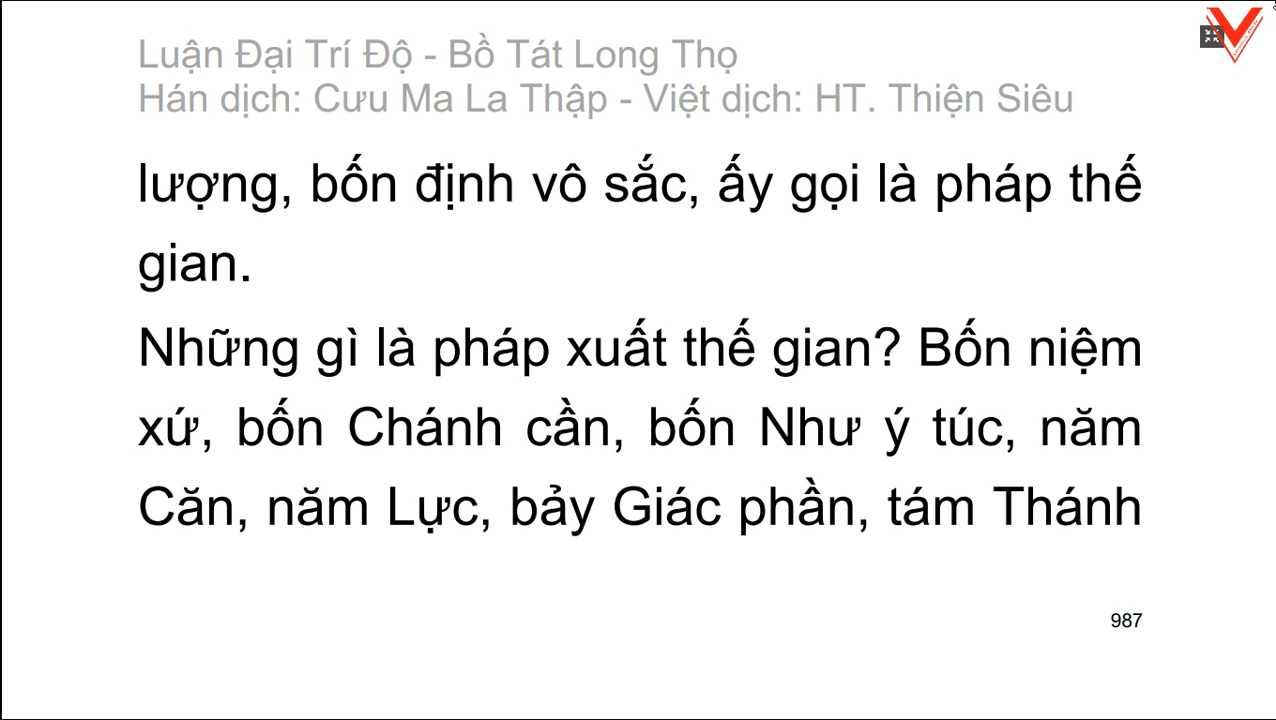 Luận Đại Trí Độ - Bồ Tát Long Thọ
Hán dịch: Cưu Ma La Thập - Việt dịch: HT. Thiện Siêu
lượng, bốn định vô sắc, ấy gọi là pháp thế
gian.
Những gì là pháp xuất thế gian? Bốn niệm
xứ, bốn Chánh cần, bốn Như ý túc, năm
Căn, năm Lực, bảy Giác phần, tám Thánh
987